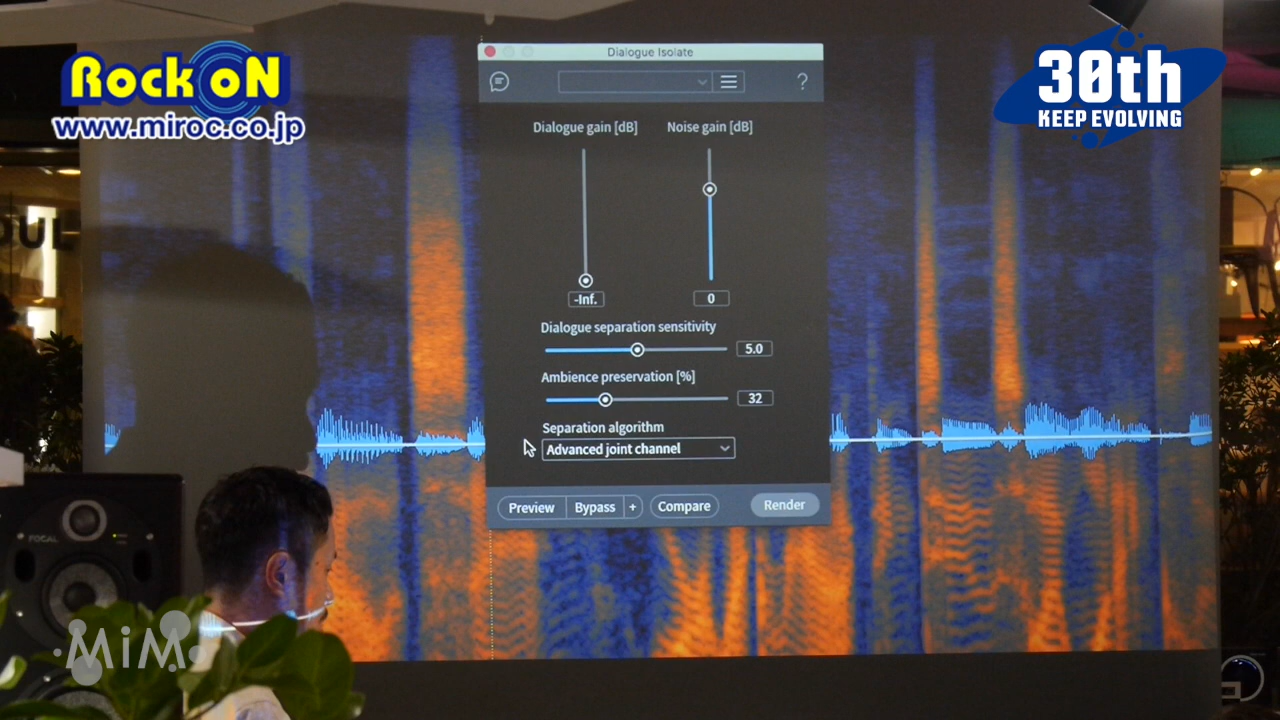 Rock oN
www.miroc.co.jp
30th
KEEP EVOLVING
Dialogue Isolate
?
Dialogue gain [dB]
Noise gain [dB]
-Inf.
0
Dialogue separation sensitivity
5.0
Ambience preservation [%]
32
Separation algorithm
Advanced joint channel
Preview
Bypass
+
Compare
Render
FOCAL
MiM